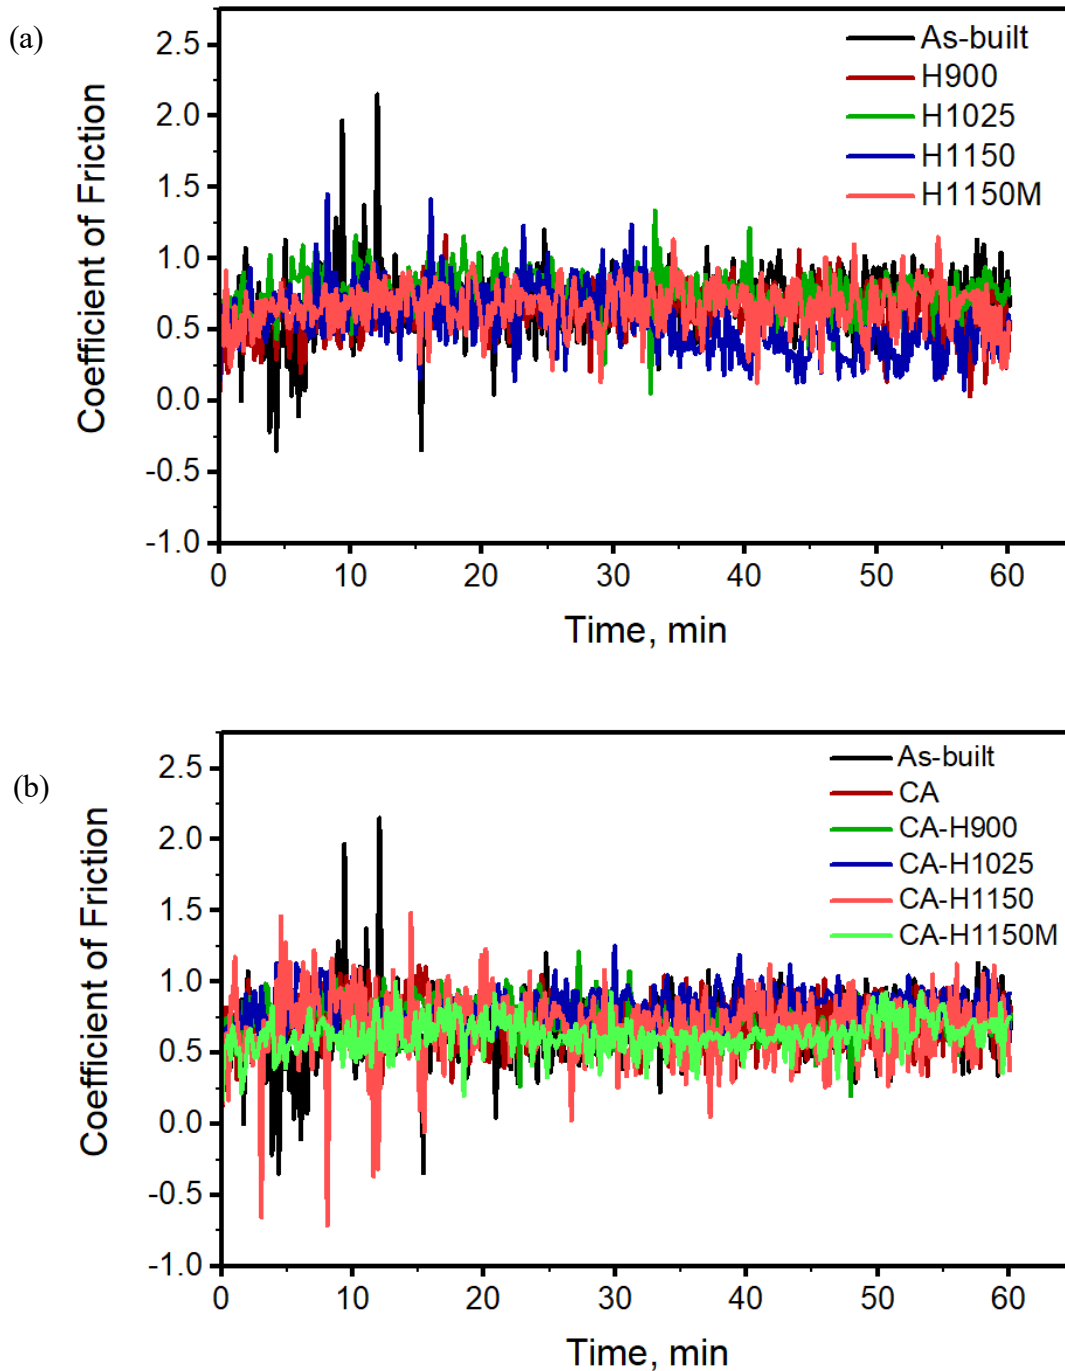 (a)
As-built
H900
H1025
H1150
H1150M
Coefficient of Friction
2.5
2.0
1.5
1.0
0.5
0.0
-0.5
-1.0
0 10 20 30 40 50 60
Time, min
(b)
As-built
CA
CA-H900
CA-H1025
CA-H1150
CA-H1150M
Coefficient of Friction
2.5
2.0
1.5
1.0
0.5
0.0
-0.5
-1.0
0 10 20 30 40 50 60
Time, min